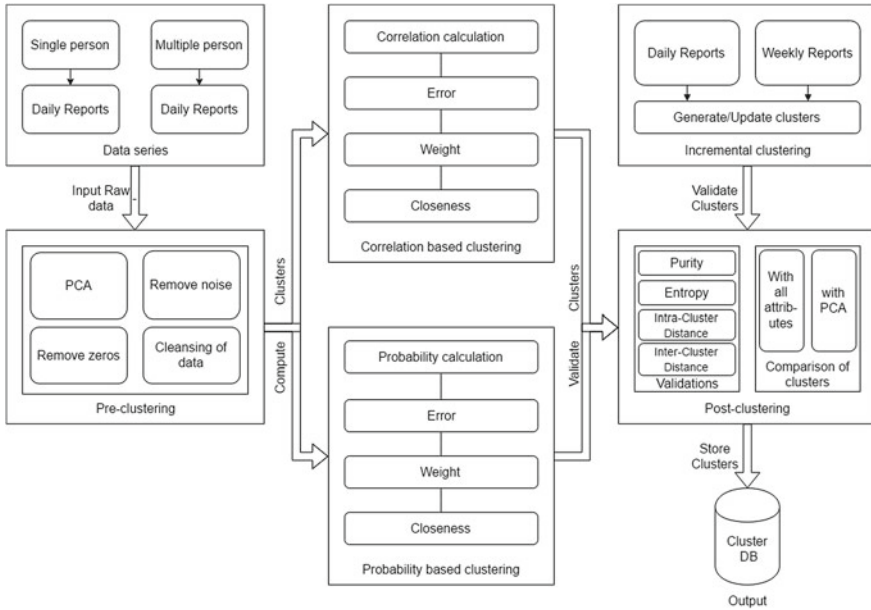 Single person
Multiple person
Daily Reports
Daily Reports
Data series
Input Raw
data
PCA
Remove noise
Remove zeros
Cleansing of
data
Pre-clustering
Clusters
Compute
Correlation calculation
Error
Weight
Closeness
Correlation based clustering
Probability calculation
Error
Weight
Closeness
Probability based clustering
Clusters
Validate
Daily Reports
Weekly Reports
Generate/Update clusters
Incremental clustering
Validate
Clusters
Purity
Entropy
Intra-Cluster
Distance
Inter-Cluster
Distance
Validations
With
all
attrib-
utes
with
PCA
Comparison of
clusters
Post-clustering
Store
Clusters
Cluster
DB
Output